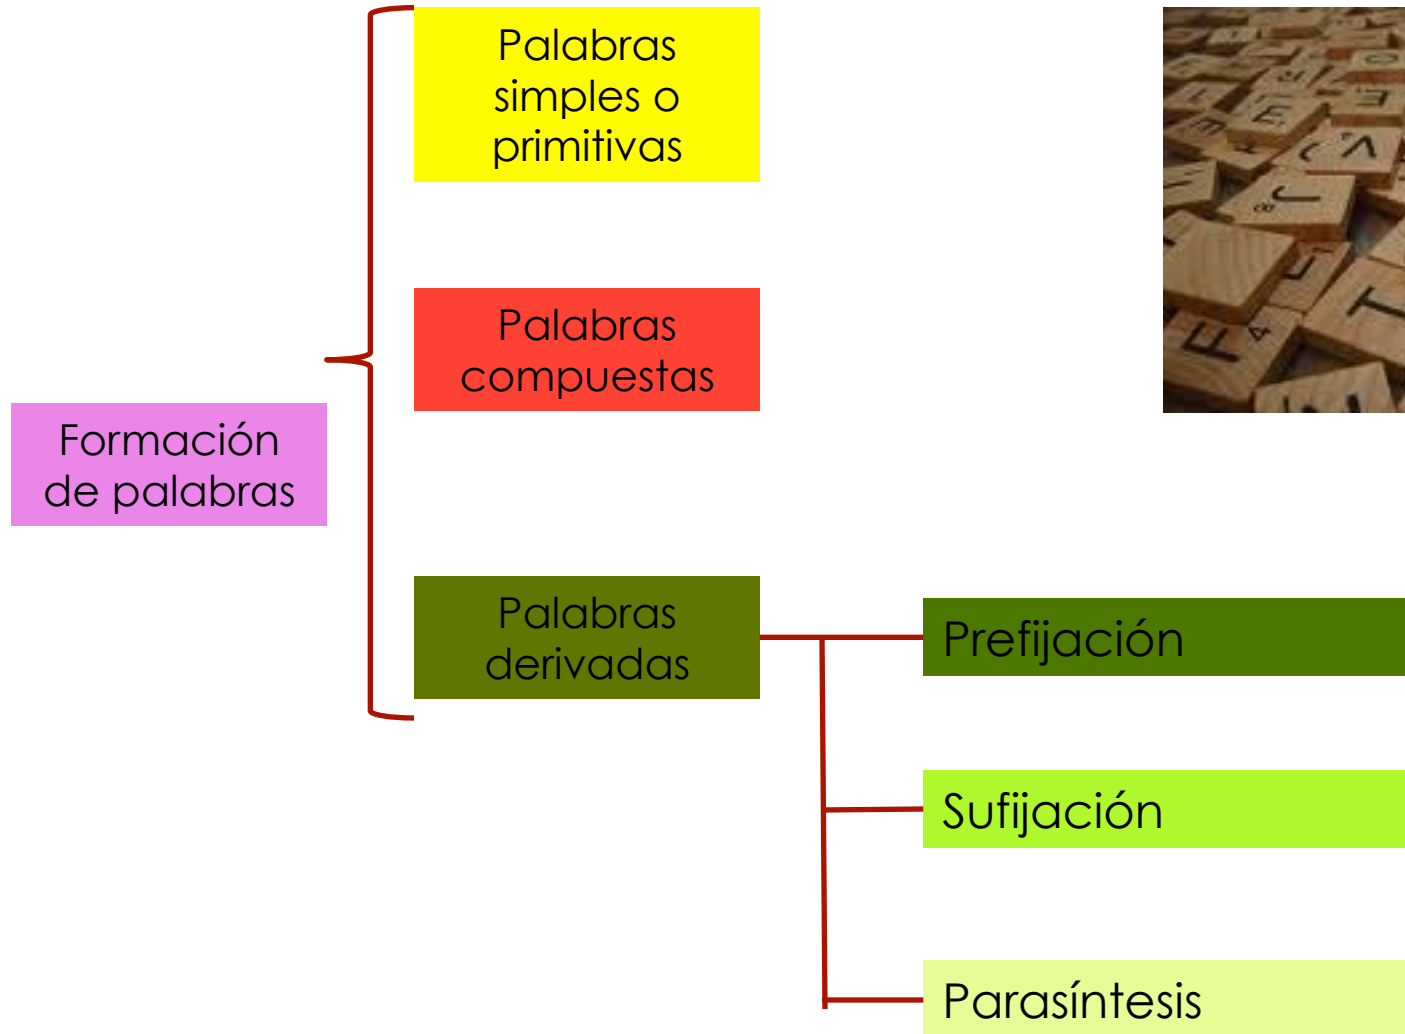 Palabras
simples o
primitivas
Palabras
compuestas
Formación
de palabras
Palabras
derivadas
Prefijación
Sufijación
Parasíntesis